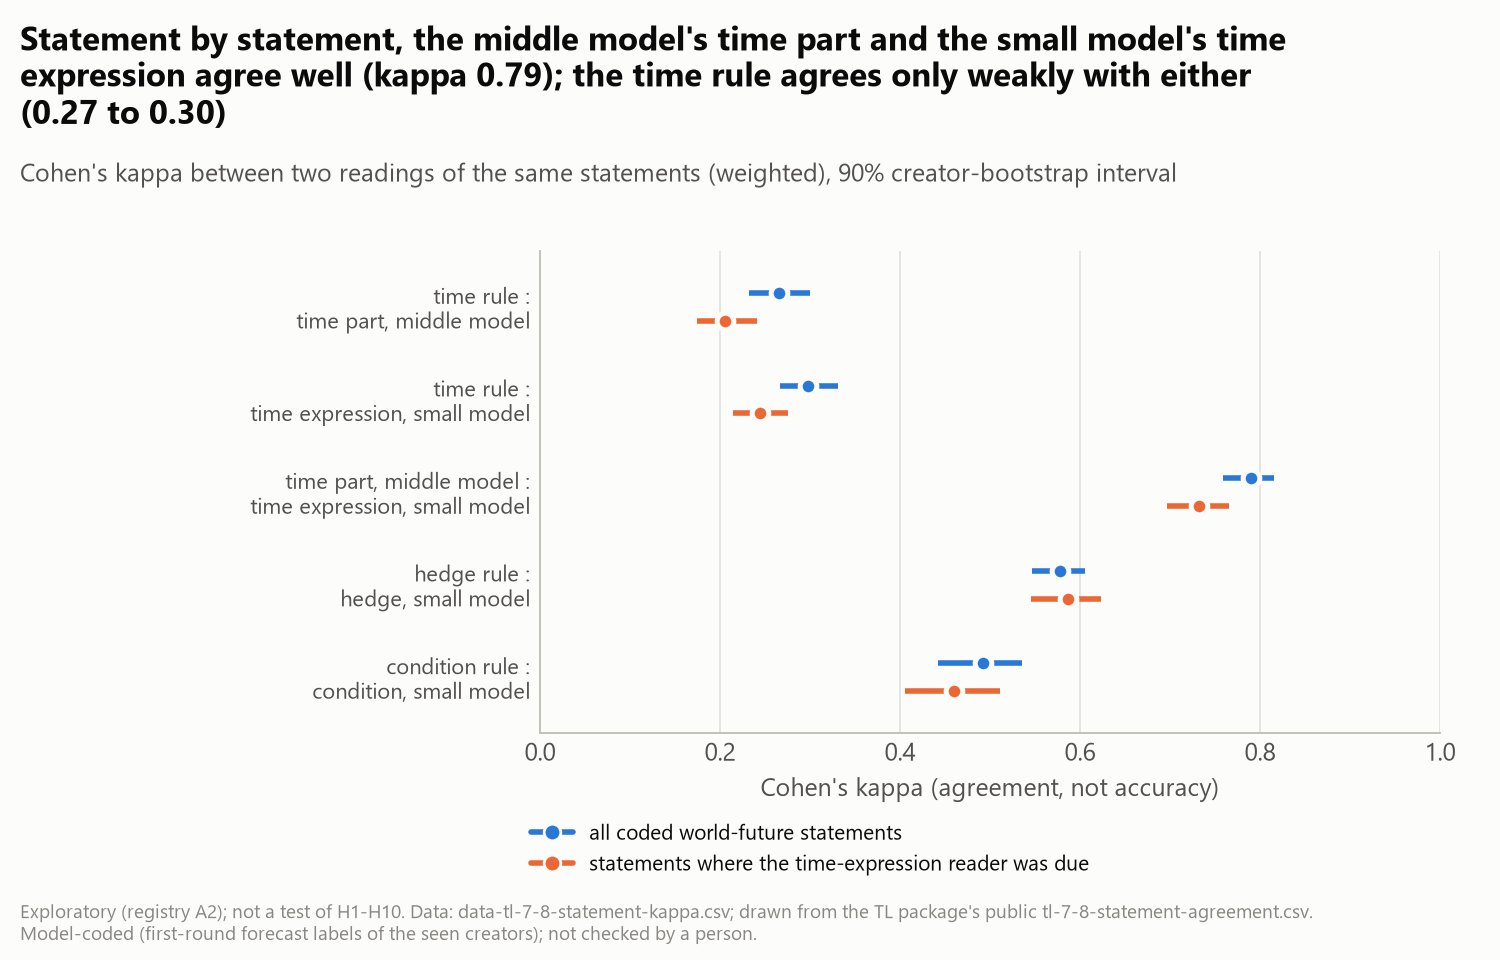 Statement by statement, the middle model's time part and the small model's time
expression agree well (kappa 0.79); the time rule agrees only weakly with either
(0.27 to 0.30)
Cohen's kappa between two readings of the same statements (weighted), 90% creator-bootstrap interval
time rule :
time part, middle model
time rule :
time expression, small model
time part, middle model :
time expression, small model
hedge rule :
hedge, small model
condition rule :
condition, small model
0.0 0.2 0.4 0.6 0.8 1.0
Cohen's kappa (agreement, not accuracy)
all coded world-future statements
statements where the time-expression reader was due
Exploratory (registry A2); not a test of H1-H10. Data: data-tl-7-8-statement-kappa.csv; drawn from the TL package's public tl-7-8-statement-agreement.csv.
Model-coded (first-round forecast labels of the seen creators); not checked by a person.